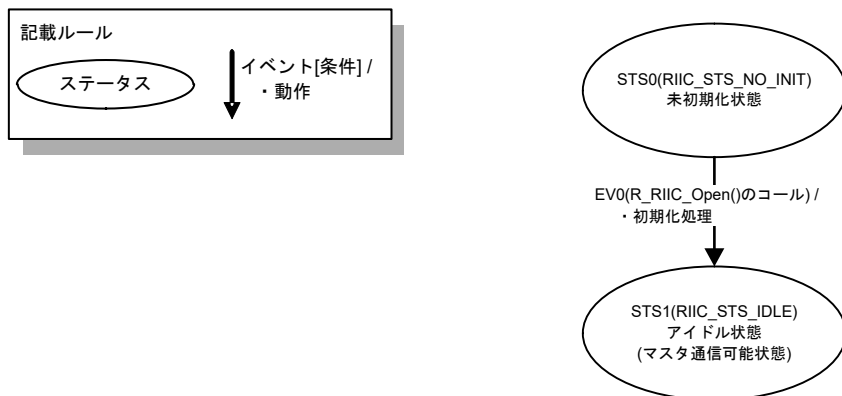 記載ルール
ステータス
イベント[条件] /
・動作
STS0(RIIC_STS_NO_INIT)
未初期化状態
EV0(R_RIIC_Open()のコール) /
・初期化処理
STS1(RIIC_STS_IDLE)
アイドル状態
(マスタ通信可能状態)